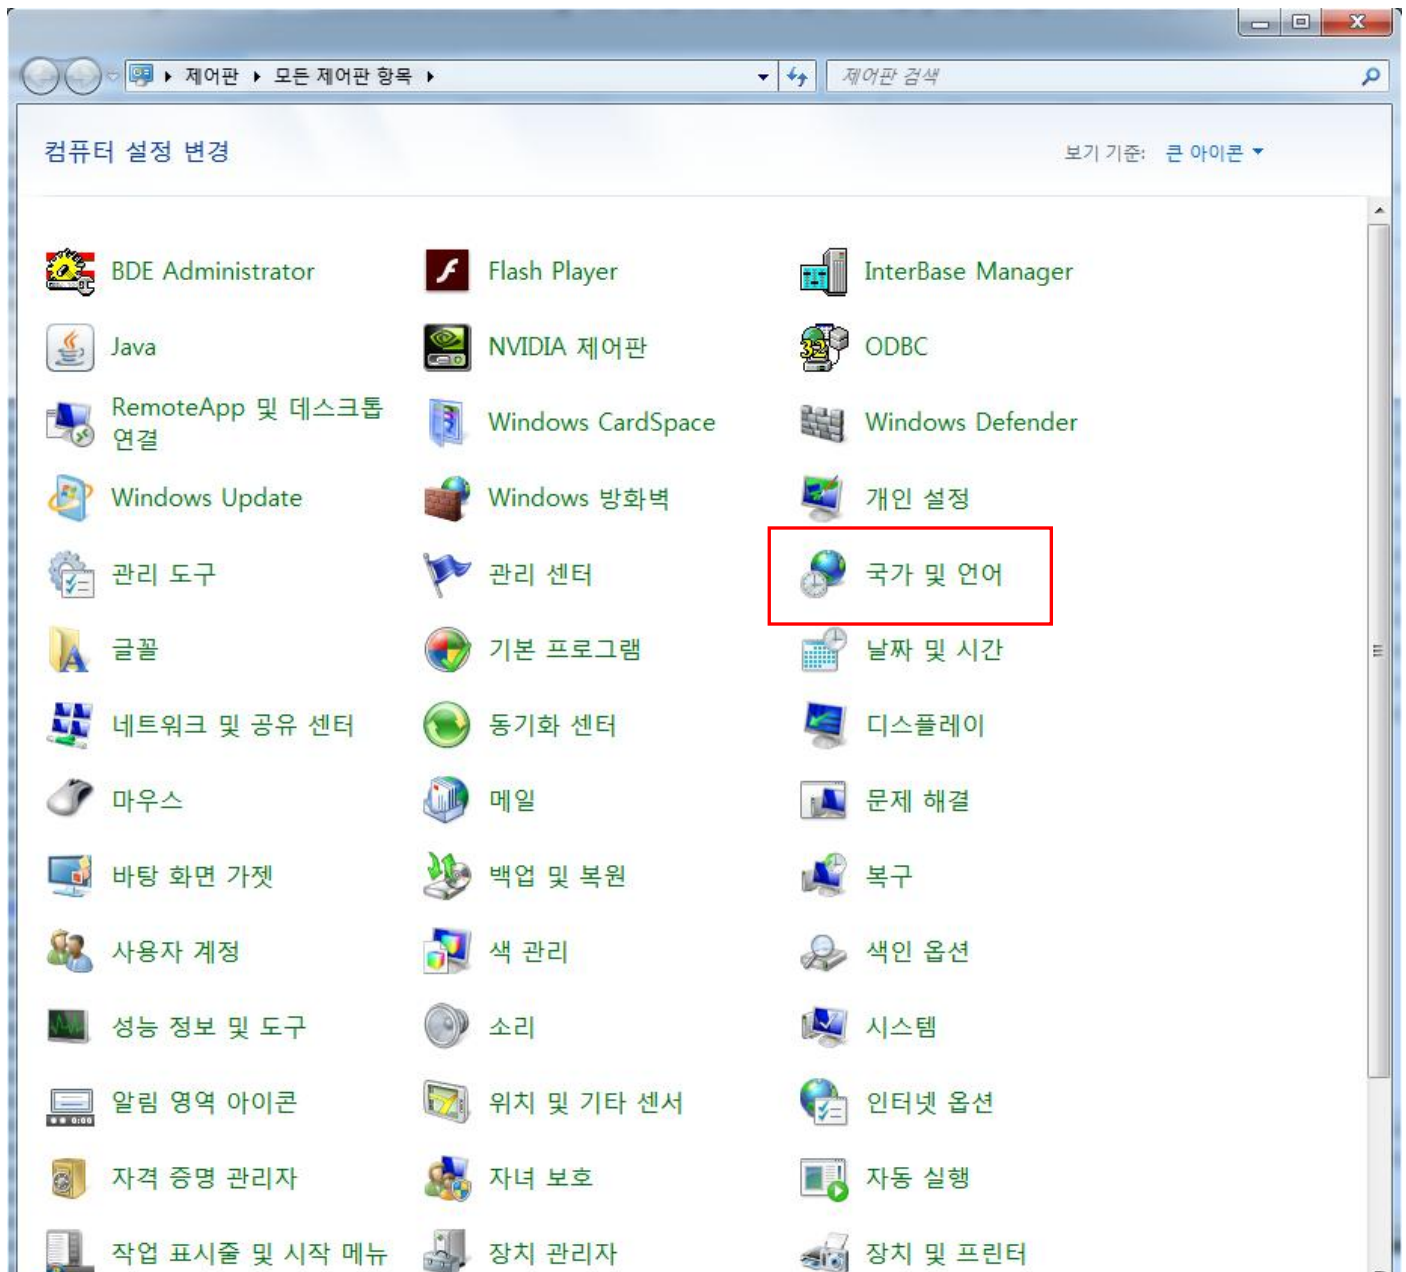 제어판 ▸ 모든 제어판 항목 ▸
제어판 검색
컴퓨터 설정 변경
보기 기준: 큰 아이콘
BDE Administrator
Flash Player
InterBase Manager
Java
NVIDIA 제어판
ODBC
RemoteApp 및 데스크톱
연결
Windows CardSpace
Windows Defender
Windows Update
Windows 방화벽
개인 설정
관리 도구
관리 센터
국가 및 언어
글꼴
기본 프로그램
날짜 및 시간
네트워크 및 공유 센터
동기화 센터
디스플레이
마우스
메일
문제 해결
바탕 화면 가젯
백업 및 복원
복구
사용자 계정
색 관리
색인 옵션
성능 정보 및 도구
소리
시스템
알림 영역 아이콘
위치 및 기타 센서
인터넷 옵션
자격 증명 관리자
자녀 보호
자동 실행
작업 표시줄 및 시작 메뉴
장치 관리자
장치 및 프린터